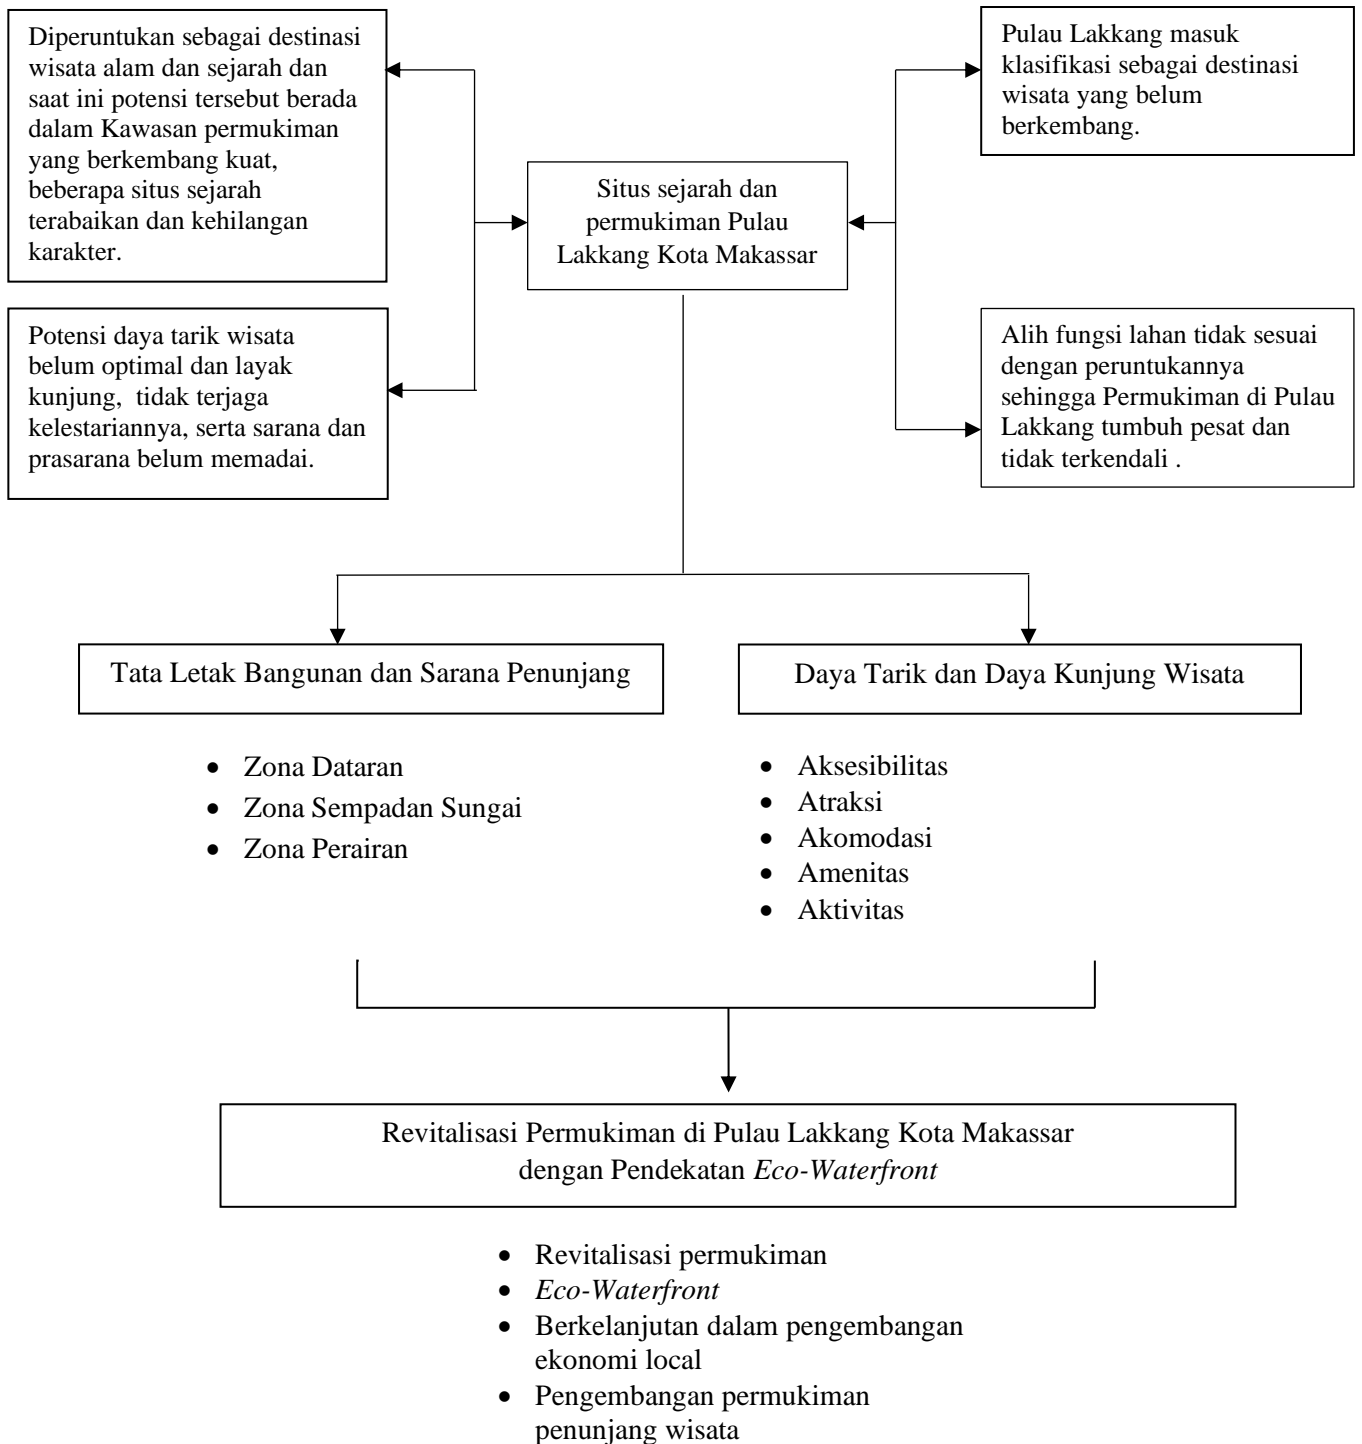 Diperuntukan sebagai destinasi
wisata alam dan sejarah dan
saat ini potensi tersebut berada
dalam Kawasan permukiman
yang berkembang kuat,
beberapa situs sejarah
terabaikan dan kehilangan
karakter.
Pulau Lakkang masuk
klasifikasi sebagai destinasi
wisata yang belum
berkembang.
Situs sejarah dan
permukiman Pulau
Lakkang Kota Makassar
Potensi daya tarik wisata
belum optimal dan layak
kunjung,  tidak terjaga
kelestariannya, serta sarana dan
prasarana belum memadai.
Alih fungsi lahan tidak sesuai
dengan peruntukannya
sehingga Permukiman di Pulau
Lakkang tumbuh pesat dan
tidak terkendali .
Tata Letak Bangunan dan Sarana Penunjang
• Zona Dataran
• Zona Sempadan Sungai
• Zona Perairan
Daya Tarik dan Daya Kunjung Wisata
• Aksesibilitas
• Atraksi
• Akomodasi
• Amenitas
• Aktivitas
Revitalisasi Permukiman di Pulau Lakkang Kota Makassar
dengan Pendekatan Eco-Waterfront
• Revitalisasi permukiman
• Eco-Waterfront
• Berkelanjutan dalam pengembangan
ekonomi local
• Pengembangan permukiman
penunjang wisata